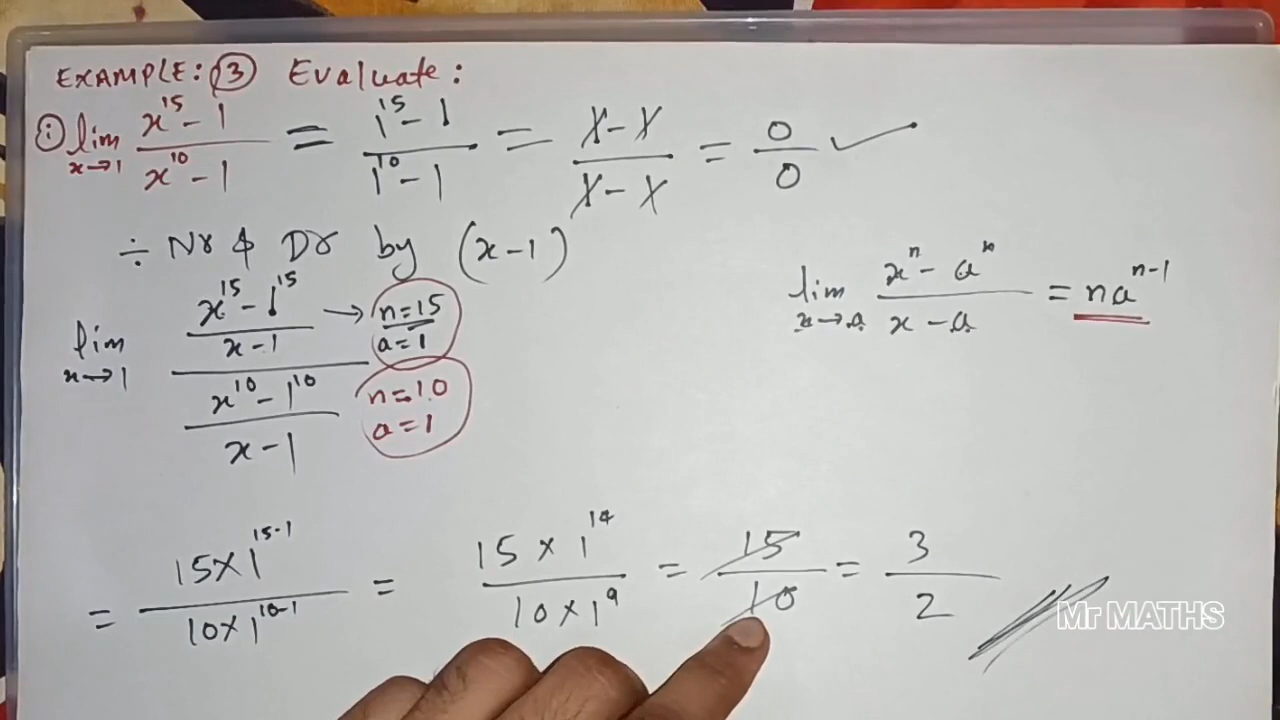 EXAMPLE: ③ Evaluate:
ⓘ lim x→1 (x^15 - 1)/(x^10 - 1) = (1^15 - 1)/(1^10 - 1) = (1 - 1)/(1 - 1) = 0/0 ✓
÷ Nr & Dr by (x-1)
lim x→1 ((x^15 - 1^15)/(x-1))/((x^10 - 1^10)/(x-1)) → n=15 a=1 n=10 a=1
lim x→a (x^n - a^n)/(x-a) = na^(n-1)
= (15×1^(15-1))/(10×1^(10-1)) = (15×1^14)/(10×1^9) = 15/10 = 3/2
Mr MATHS